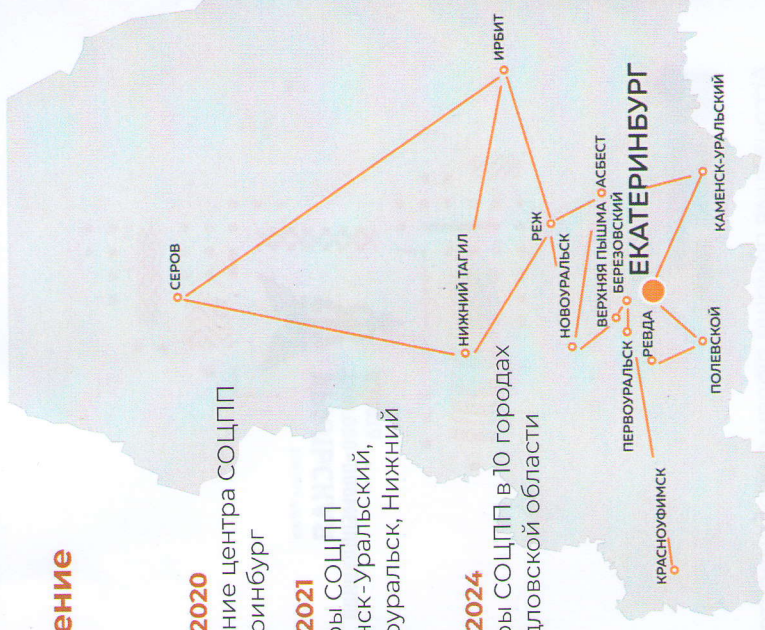 ение
2020
ние центра СОЦПП
ринбург
2021
ры СОЦПП
нск-Уральский,
оуральск, Нижний
2024
ры СОЦПП в 10 городах
дловской области
СЕРОВ
ИРБИТ
НИЖНИЙ ТАГИЛ
РЕЖ
НОВОУРАЛЬСК
АСБЕСТ
ВЕРХНЯЯ ПЫШМА
БЕРЕЗОВСКИЙ
ЕКАТЕРИНБУРГ
ПЕРВОУРАЛЬСК
РЕВДА
КАМЕНСК-УРАЛЬСКИЙ
ПОЛЕВСКОЙ
КРАСНОУФИМСК